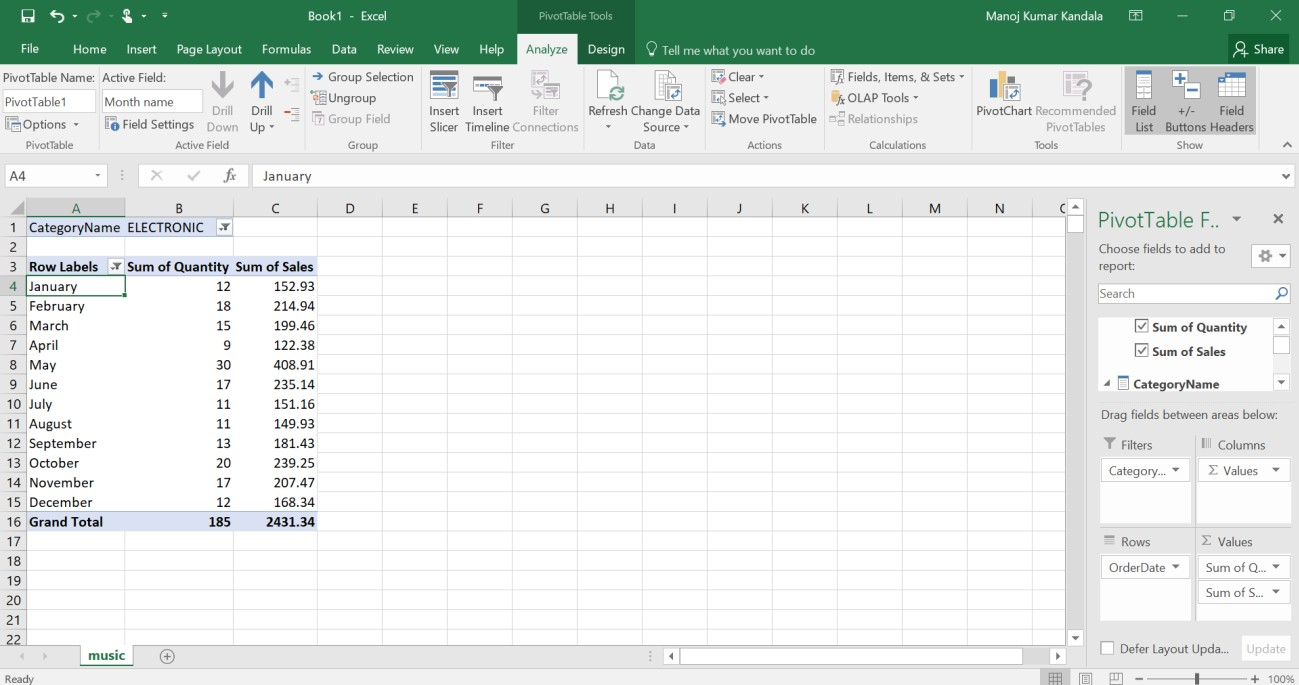 Book1 - Excel
PivotTable Tools
Manoj Kumar Kandala
File Home Insert Page Layout Formulas Data Review View Help Analyze Design Tell me what you want to do Share
PivotTable Name:
PivotTable1
Options
PivotTable
Active Field:
Month name
Field Settings
Drill Down
Drill Up
Active Field
Group Selection
Ungroup
Group Field
Group
Insert Slicer
Insert Timeline
Filter Connections
Filter
Refresh
Change Data Source
Data
Clear
Select
Move PivotTable
Actions
Fields, Items, & Sets
OLAP Tools
Relationships
Calculations
PivotChart
Recommended PivotTables
Tools
Field List
+/- Buttons
Field Headers
Show
A4
fx
January
A B C D E F G H I J K L M N
1 CategoryName ELECTRONIC
2
3 Row Labels Sum of Quantity Sum of Sales
4 January 12 152.93
5 February 18 214.94
6 March 15 199.46
7 April 9 122.38
8 May 30 408.91
9 June 17 235.14
10 July 11 151.16
11 August 11 149.93
12 September 13 181.43
13 October 20 239.25
14 November 17 207.47
15 December 12 168.34
16 Grand Total 185 2431.34
17
18
19
20
21
22
PivotTable F..
Choose fields to add to
report:
Search
Sum of Quantity
Sum of Sales
CategoryName
Drag fields between areas below:
Filters
Category...
Columns
Σ Values
Rows
OrderDate
Σ Values
Sum of Q...
Sum of S...
Defer Layout Upda... Update
music
Ready
100%